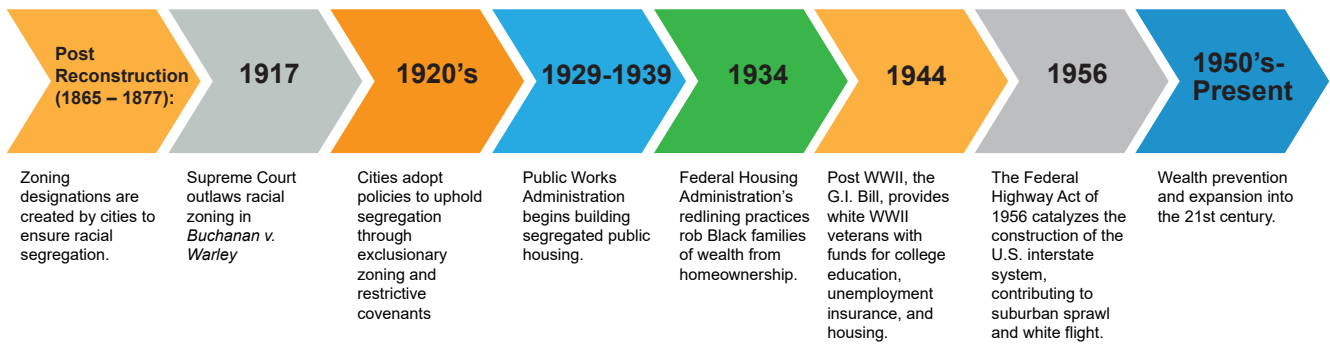 Post
Reconstruction
(1865 – 1877):
Zoning
designations are
created by cities to
ensure racial
segregation.
1917
Supreme Court
outlaws racial
zoning in
Buchanan v.
Warley
1920's
Cities adopt
policies to uphold
segregation
through
exclusionary
zoning and
restrictive
covenants
1929-1939
Public Works
Administration
begins building
segregated public
housing.
1934
Federal Housing
Administration's
redlining practices
rob Black families
of wealth from
homeownership.
1944
Post WWII, the
G.I. Bill, provides
white WWII
veterans with
funds for college
education,
unemployment
insurance, and
housing.
1956
The Federal
Highway Act of
1956 catalyzes the
construction of the
U.S. interstate
system,
contributing to
suburban sprawl
and white flight.
1950's-
Present
Wealth prevention
and expansion into
the 21st century.